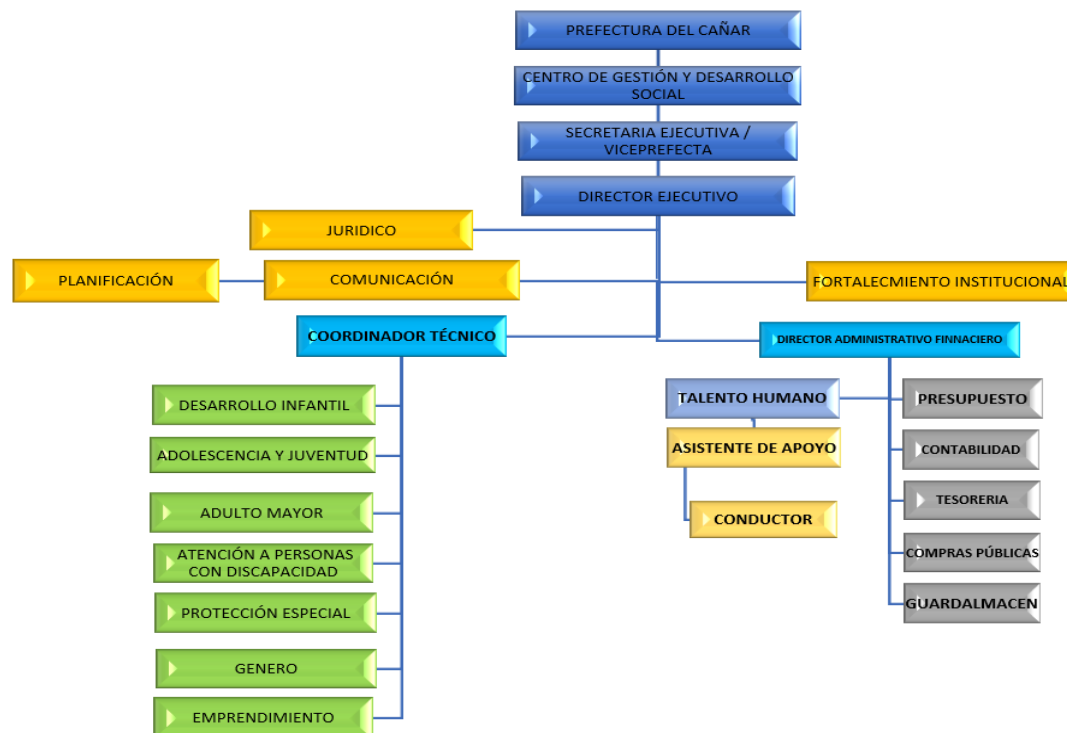 PREFECTURA DEL CAÑAR
CENTRO DE GESTIÓN Y DESARROLLO
SOCIAL
SECRETARIA EJECUTIVA /
VICEPREFECTA
DIRECTOR EJECUTIVO
JURIDICO
PLANIFICACIÓN
COMUNICACIÓN
FORTALECMIENTO INSTITUCIONAL
COORDINADOR TÉCNICO
DIRECTOR ADMINISTRATIVO FINNACIERO
DESARROLLO INFANTIL
ADOLESCENCIA Y JUVENTUD
ADULTO MAYOR
ATENCIÓN A PERSONAS
CON DISCAPACIDAD
PROTECCIÓN ESPECIAL
GENERO
EMPRENDIMIENTO
TALENTO HUMANO
ASISTENTE DE APOYO
CONDUCTOR
PRESUPUESTO
CONTABILIDAD
TESORERIA
COMPRAS PÚBLICAS
GUARDALMACEN